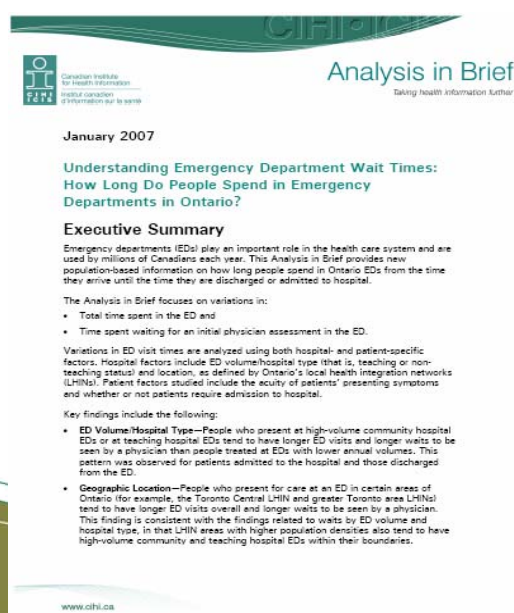 CIHI•ICI
Canadian Institute
for Health Information
Institut canadien
d'information sur la santé
CIHI
ICIS
Analysis in Brief
Taking health information further
January 2007
Understanding Emergency Department Wait Times:
How Long Do People Spend in Emergency
Departments in Ontario?
Executive Summary
Emergency departments (EDs) play an important role in the health care system and are
used by millions of Canadians each year. This Analysis in Brief provides new
population-based information on how long people spend in Ontario EDs from the time
they arrive until the time they are discharged or admitted to hospital.
The Analysis in Brief focuses on variations in:
• Total time spent in the ED and
• Time spent waiting for an initial physician assessment in the ED.
Variations in ED visit times are analyzed using both hospital- and patient-specific
factors. Hospital factors include ED volume/hospital type (that is, teaching or non-
teaching status) and location, as defined by Ontario's local health integration networks
(LHINs). Patient factors studied include the acuity of patients' presenting symptoms
and whether or not patients require admission to hospital.
Key findings include the following:
• ED Volume/Hospital Type—People who present at high-volume community hospital
EDs or at teaching hospital EDs tend to have longer ED visits and longer waits to be
seen by a physician than people treated at EDs with lower annual volumes. This
pattern was observed for patients admitted to the hospital and those discharged
from the ED.
• Geographic Location—People who present for care at an ED in certain areas of
Ontario (for example, the Toronto Central LHIN and greater Toronto area LHINs)
tend to have longer ED visits overall and longer waits to be seen by a physician.
This finding is consistent with the findings related to waits by ED volume and
hospital type, in that LHIN areas with higher population densities also tend to have
high-volume community and teaching hospital EDs within their boundaries.
www.cihi.ca